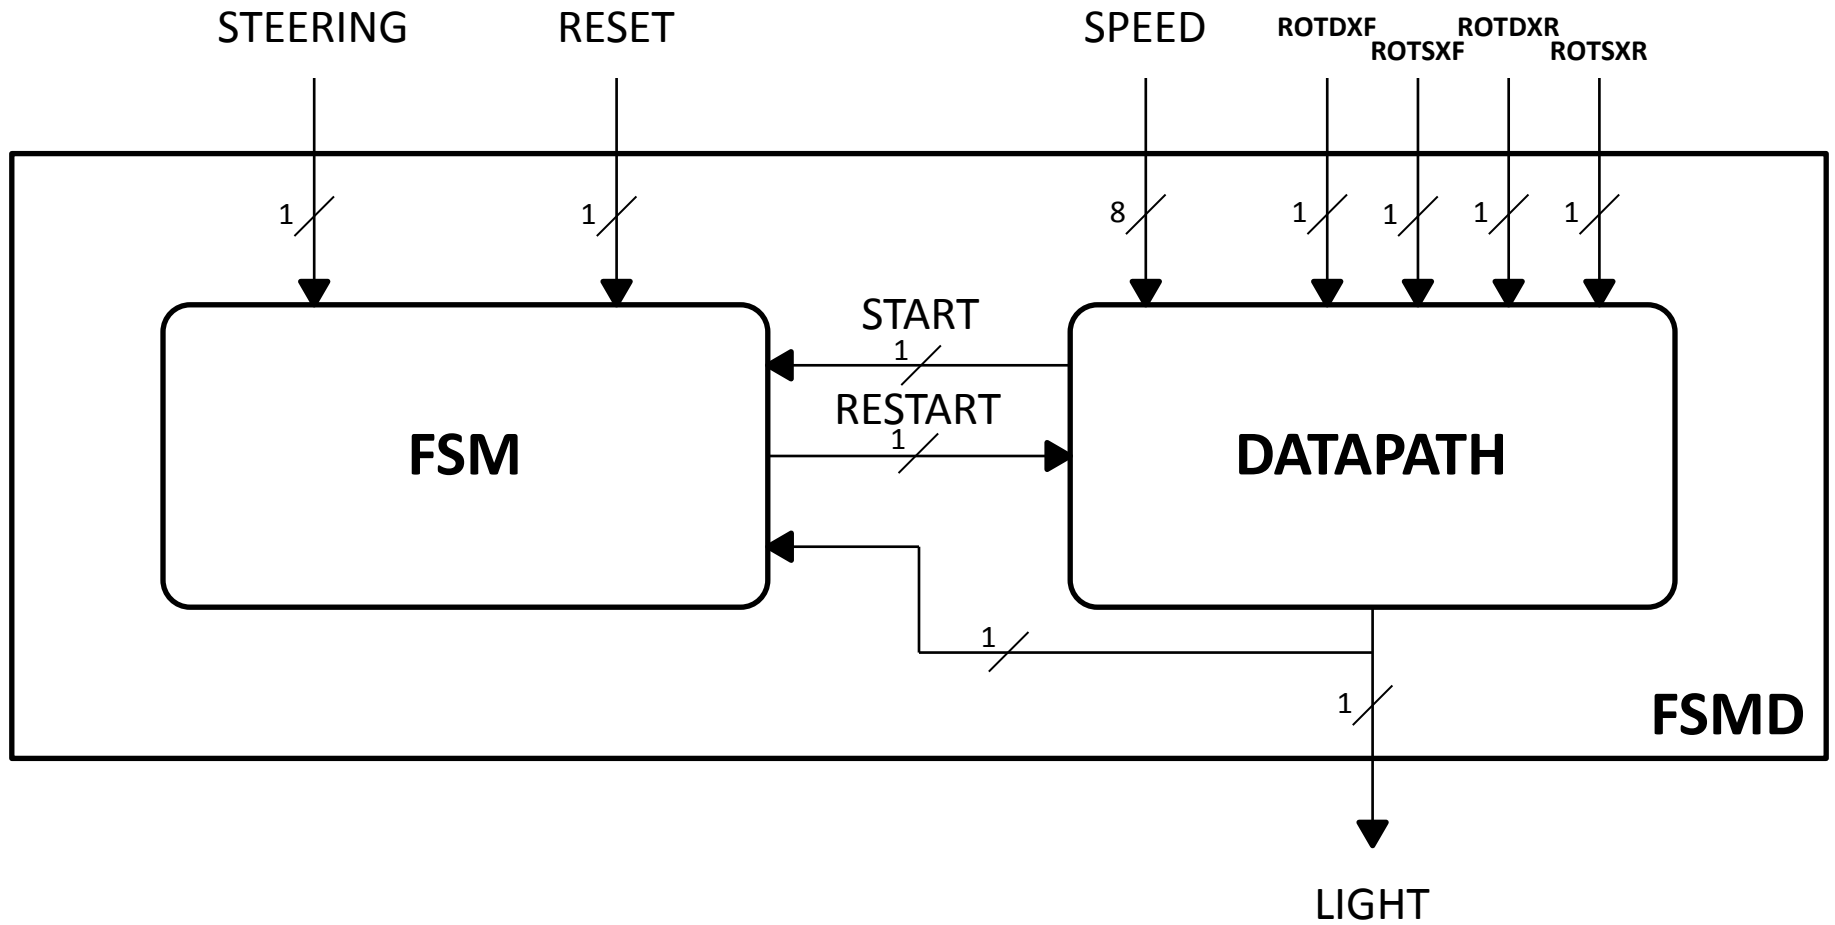 STEERING
RESET
SPEED
ROTDXF
ROTSXF
ROTDXR
ROTSXR
1
1
8
1
1
1
1
START
1
RESTART
1
FSM
DATAPATH
1
1
FSMD
LIGHT